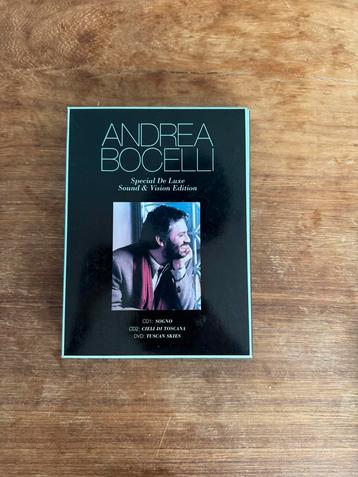 ANDREA
BOCELLI
Special De Luxe
Sound & Vision Edition
CD1: SOGNO
CD2: CIELI DI TOSCANA
DVD: TUSCAN SKIES